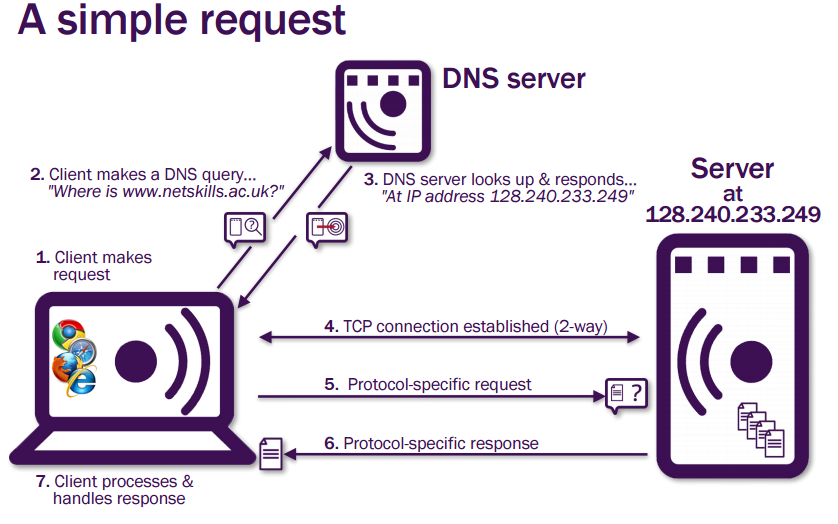 A simple request
DNS server
2. Client makes a DNS query...
"Where is www.netskills.ac.uk?"
3. DNS server looks up & responds...
"At IP address 128.240.233.249"
Server
at
128.240.233.249
1. Client makes
request
4. TCP connection established (2-way)
5. Protocol-specific request
?
6. Protocol-specific response
7. Client processes &
handles response